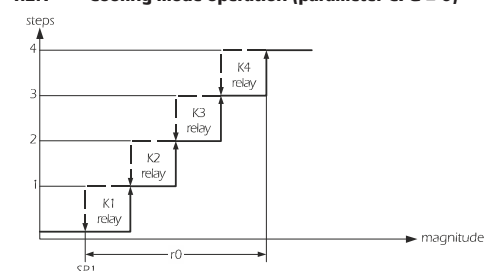 Cooling mode operation (parameter
steps
4
K4
relay
3
K3
relay
2
K2
relay
1
K1
relay
magnitude
r0
SP1